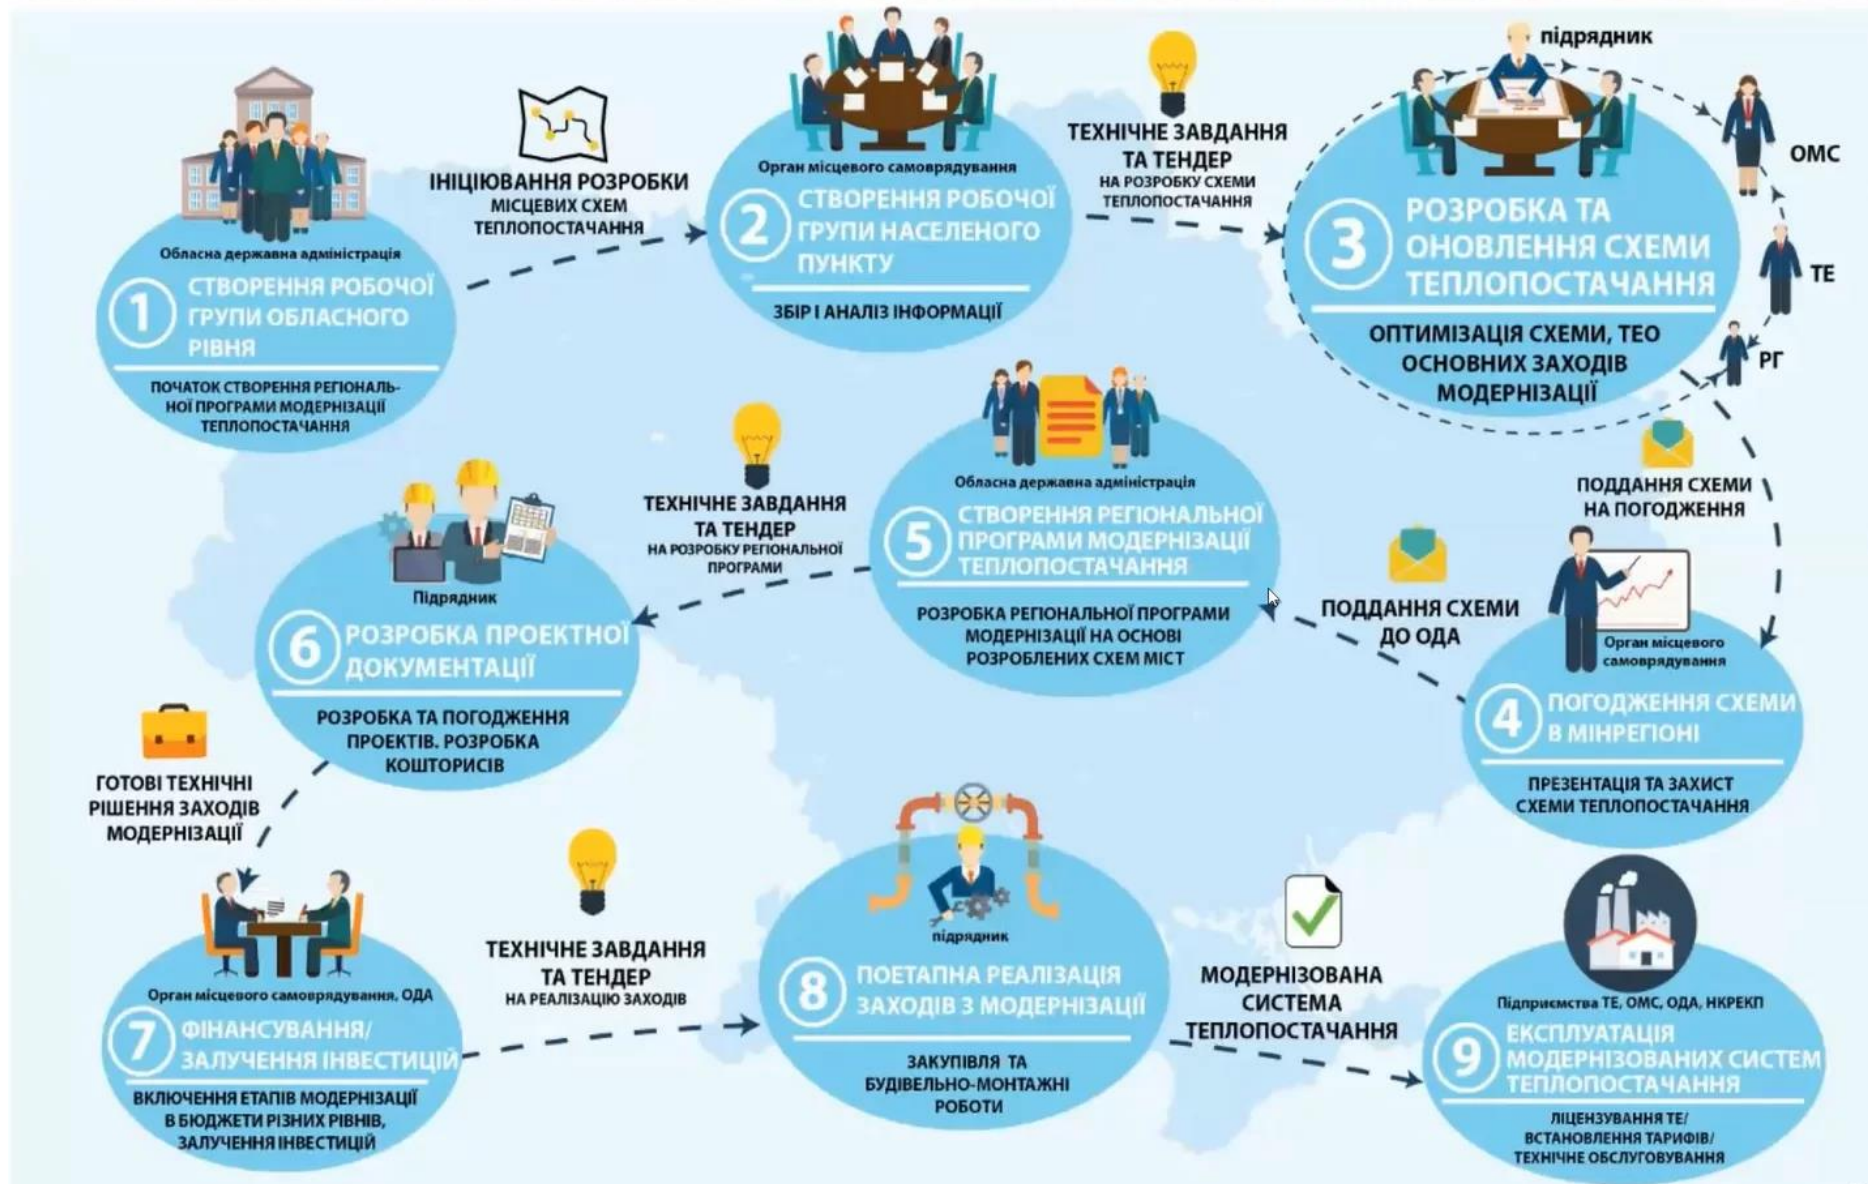 Обласна державна адміністрація
1
СТВОРЕННЯ РОБОЧОЇ
ГРУПИ ОБЛАСНОГО
РІВНЯ
ПОЧАТОК СТВОРЕННЯ РЕГІОНАЛЬ-
НОЇ ПРОГРАМИ МОДЕРНІЗАЦІЇ
ТЕПЛОПОСТАЧАННЯ
ІНІЦІЮВАННЯ РОЗРОБКИ
МІСЦЕВИХ СХЕМ
ТЕПЛОПОСТАЧАННЯ
Орган місцевого самоврядування
2
СТВОРЕННЯ РОБОЧОЇ
ГРУПИ НАСЕЛЕНОГО
ПУНКТУ
ЗБІР І АНАЛІЗ ІНФОРМАЦІЇ
ТЕХНІЧНЕ ЗАВДАННЯ
ТА ТЕНДЕР
НА РОЗРОБКУ СХЕМИ
ТЕПЛОПОСТАЧАННЯ
підрядник
ОМС
ТЕ
РГ
3
РОЗРОБКА ТА
ОНОВЛЕННЯ СХЕМИ
ТЕПЛОПОСТАЧАННЯ
ОПТИМІЗАЦІЯ СХЕМИ, ТЕО
ОСНОВНИХ ЗАХОДІВ
МОДЕРНІЗАЦІЇ
ПОДДАННЯ СХЕМИ
НА ПОГОДЖЕННЯ
Орган місцевого
самоврядування
4
ПОГОДЖЕННЯ СХЕМИ
В МІНРЕГІОНІ
ПРЕЗЕНТАЦІЯ ТА ЗАХИСТ
СХЕМИ ТЕПЛОПОСТАЧАННЯ
ПОДДАННЯ СХЕМИ
ДО ОДА
Обласна державна адміністрація
5
СТВОРЕННЯ РЕГІОНАЛЬНОЇ
ПРОГРАМИ МОДЕРНІЗАЦІЇ
ТЕПЛОПОСТАЧАННЯ
РОЗРОБКА РЕГІОНАЛЬНОЇ ПРОГРАМИ
МОДЕРНІЗАЦІЇ НА ОСНОВІ
РОЗРОБЛЕНИХ СХЕМ МІСТ
ТЕХНІЧНЕ ЗАВДАННЯ
ТА ТЕНДЕР
НА РОЗРОБКУ РЕГІОНАЛЬНОЇ
ПРОГРАМИ
Підрядник
6
РОЗРОБКА ПРОЕКТНОЇ
ДОКУМЕНТАЦІЇ
РОЗРОБКА ТА ПОГОДЖЕННЯ
ПРОЕКТІВ. РОЗРОБКА
КОШТОРИСІВ
ГОТОВІ ТЕХНІЧНІ
РІШЕННЯ ЗАХОДІВ
МОДЕРНІЗАЦІЇ
Орган місцевого самоврядування, ОДА
7
ФІНАНСУВАННЯ/
ЗАЛУЧЕННЯ ІНВЕСТИЦІЙ
ВКЛЮЧЕННЯ ЕТАПІВ МОДЕРНІЗАЦІЇ
В БЮДЖЕТИ РІЗНИХ РІВНІВ,
ЗАЛУЧЕННЯ ІНВЕСТИЦІЙ
ТЕХНІЧНЕ ЗАВДАННЯ
ТА ТЕНДЕР
НА РЕАЛІЗАЦІЮ ЗАХОДІВ
підрядник
8
ПОЕТАПНА РЕАЛІЗАЦІЯ
ЗАХОДІВ З МОДЕРНІЗАЦІЇ
ЗАКУПІВЛЯ ТА
БУДІВЕЛЬНО-МОНТАЖНІ
РОБОТИ
МОДЕРНІЗОВАНА
СИСТЕМА
ТЕПЛОПОСТАЧАННЯ
Підприємства ТЕ, ОМС, ОДА, НКРЕКП
9
ЕКСПЛУАТАЦІЯ
МОДЕРНІЗОВАНИХ СИСТЕМ
ТЕПЛОПОСТАЧАННЯ
ЛІЦЕНЗУВАННЯ ТЕ/
ВСТАНОВЛЕННЯ ТАРИФІВ/
ТЕХНІЧНЕ ОБСЛУГОВУВАННЯ